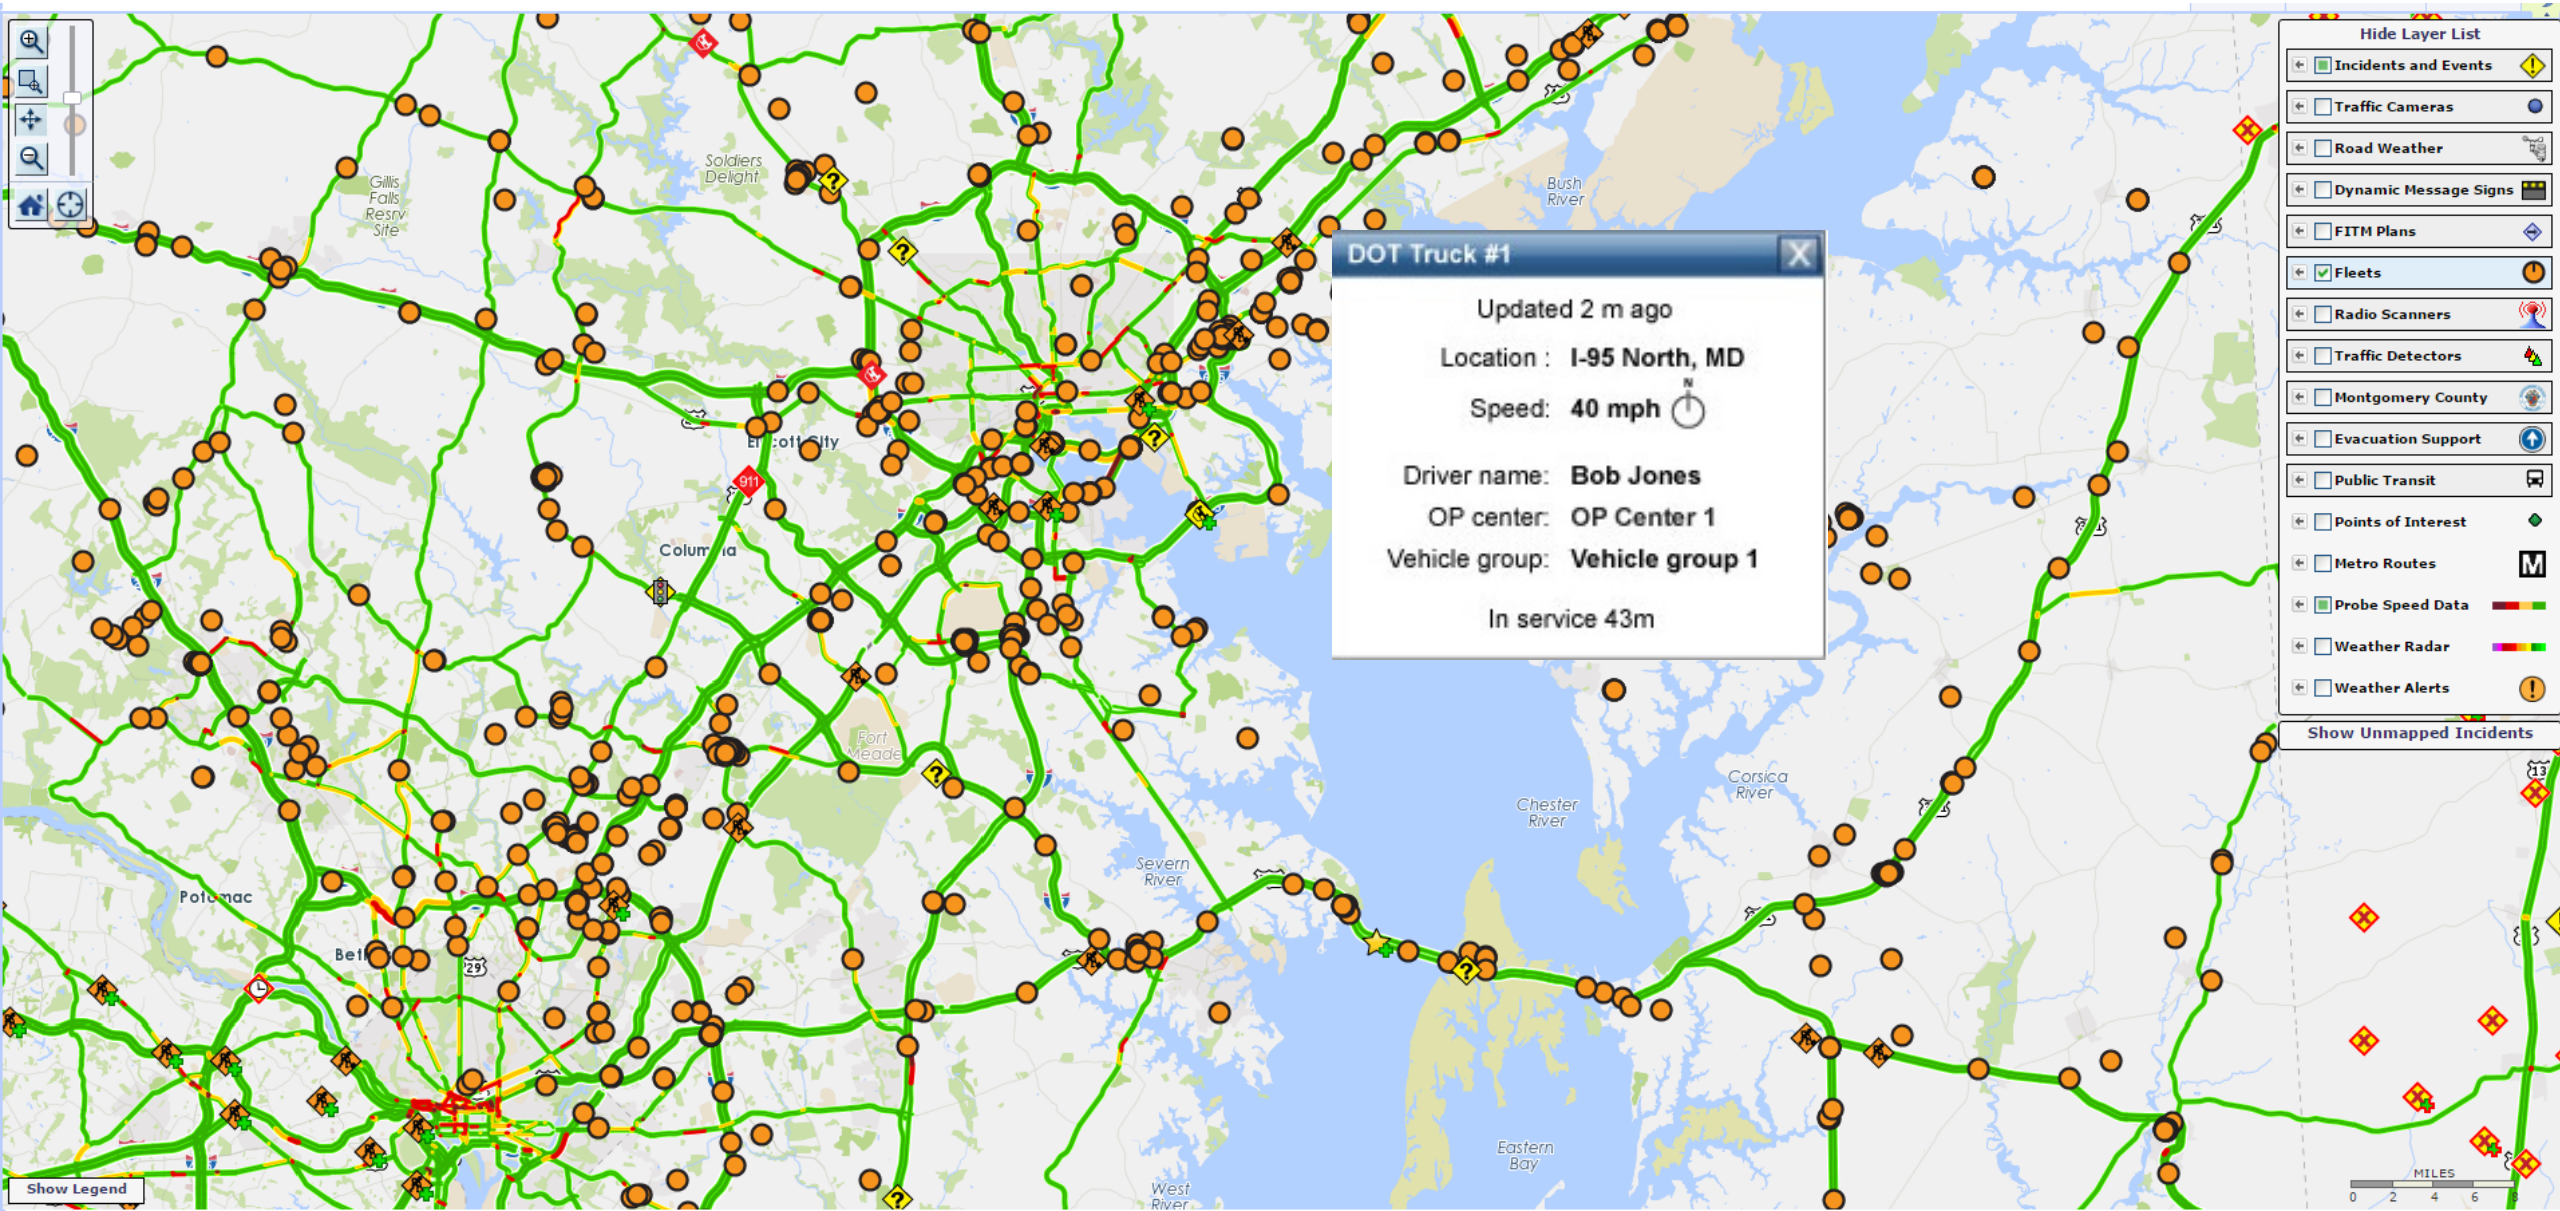 Hide Layer List
Incidents and Events
Traffic Cameras
Road Weather
Dynamic Message Signs
FITM Plans
Fleets
Radio Scanners
Traffic Detectors
Montgomery County
Evacuation Support
Public Transit
Points of Interest
Metro Routes
M
Probe Speed Data
Weather Radar
Weather Alerts
Show Unmapped Incidents
DOT Truck #1
X
Updated 2 m ago
Location : I-95 North, MD
N
Speed: 40 mph
Driver name: Bob Jones
OP center: OP Center 1
Vehicle group: Vehicle group 1
In service 43m
Soldiers
Delight
Gillis
Falls
Resrv
Site
Bush
River
911
Fort
Meade
Corsica
River
Chester
River
Severn
River
Potomac
29
13
Eastern
Bay
West
River
Show Legend
MILES
0 2 4 6 8